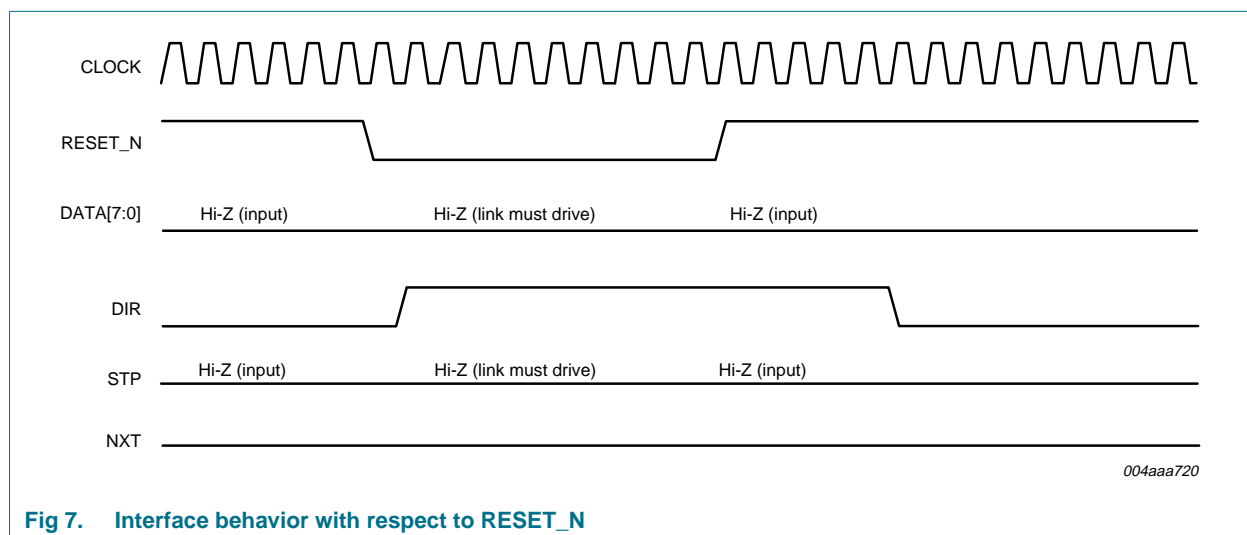 CLOCK
RESET_N
DATA[7:0] Hi-Z (input) Hi-Z (link must drive) Hi-Z (input)
DIR
STP Hi-Z (input) Hi-Z (link must drive) Hi-Z (input)
NXT
004aaa720
Fig 7. Interface behavior with respect to RESET_N